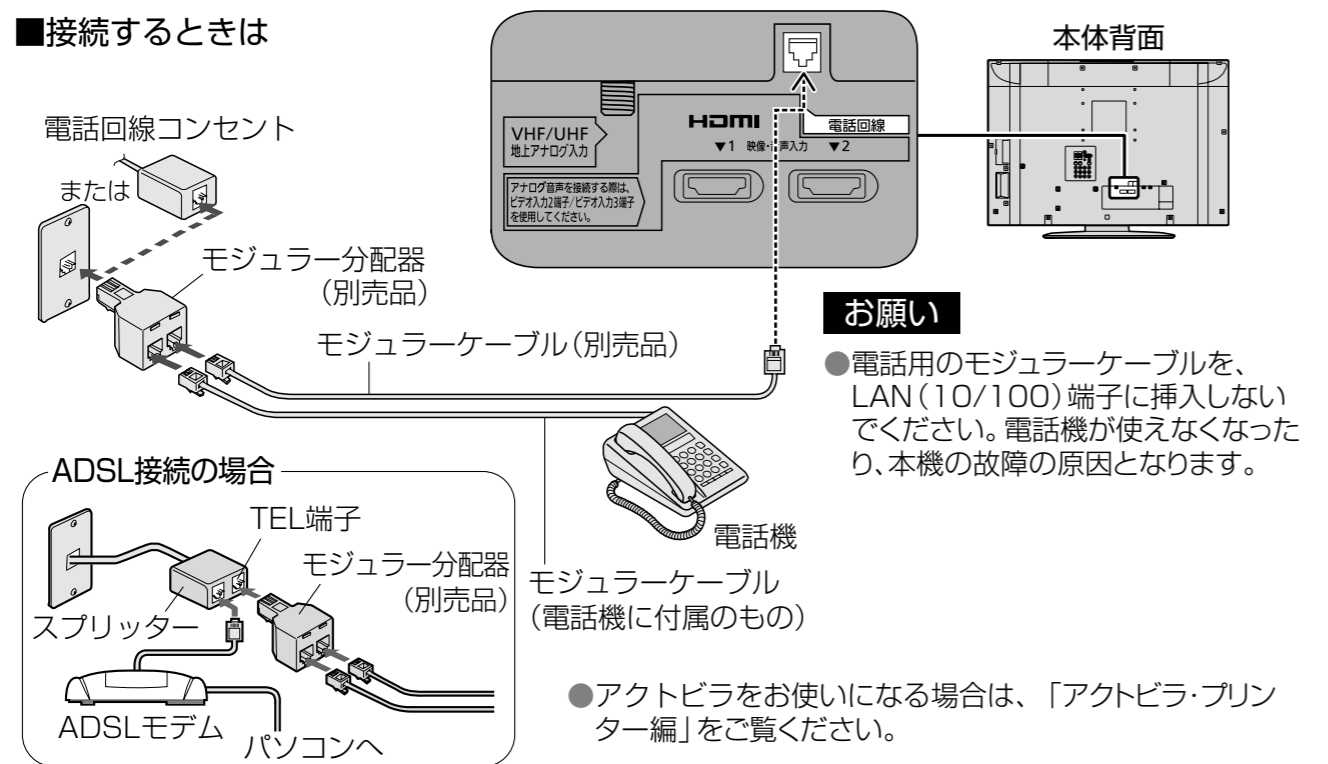 ■接続するときは
本体背面
電話回線コンセント
または
モジュラー分配器
(別売品)
モジュラーケーブル(別売品)
VHF/UHF
地上アナログ入力
アナログ音声を接続する際は、
ビデオ入力2端子/ビデオ入力3端子
を使用してください。
HDMI
電話回線
▼1 映像・声入力 ▼2
お願い
●電話用のモジュラーケーブルを、
LAN(10/100)端子に挿入しない
でください。電話機が使えなくなった
り、本機の故障の原因となります。
電話機
モジュラーケーブル
(電話機に付属のもの)
ADSL接続の場合
TEL端子
モジュラー分配器
(別売品)
スプリッター
ADSLモデム
パソコンへ
●アクトビラをお使いになる場合は、「アクトビラ・プリン
ター編」をご覧ください。